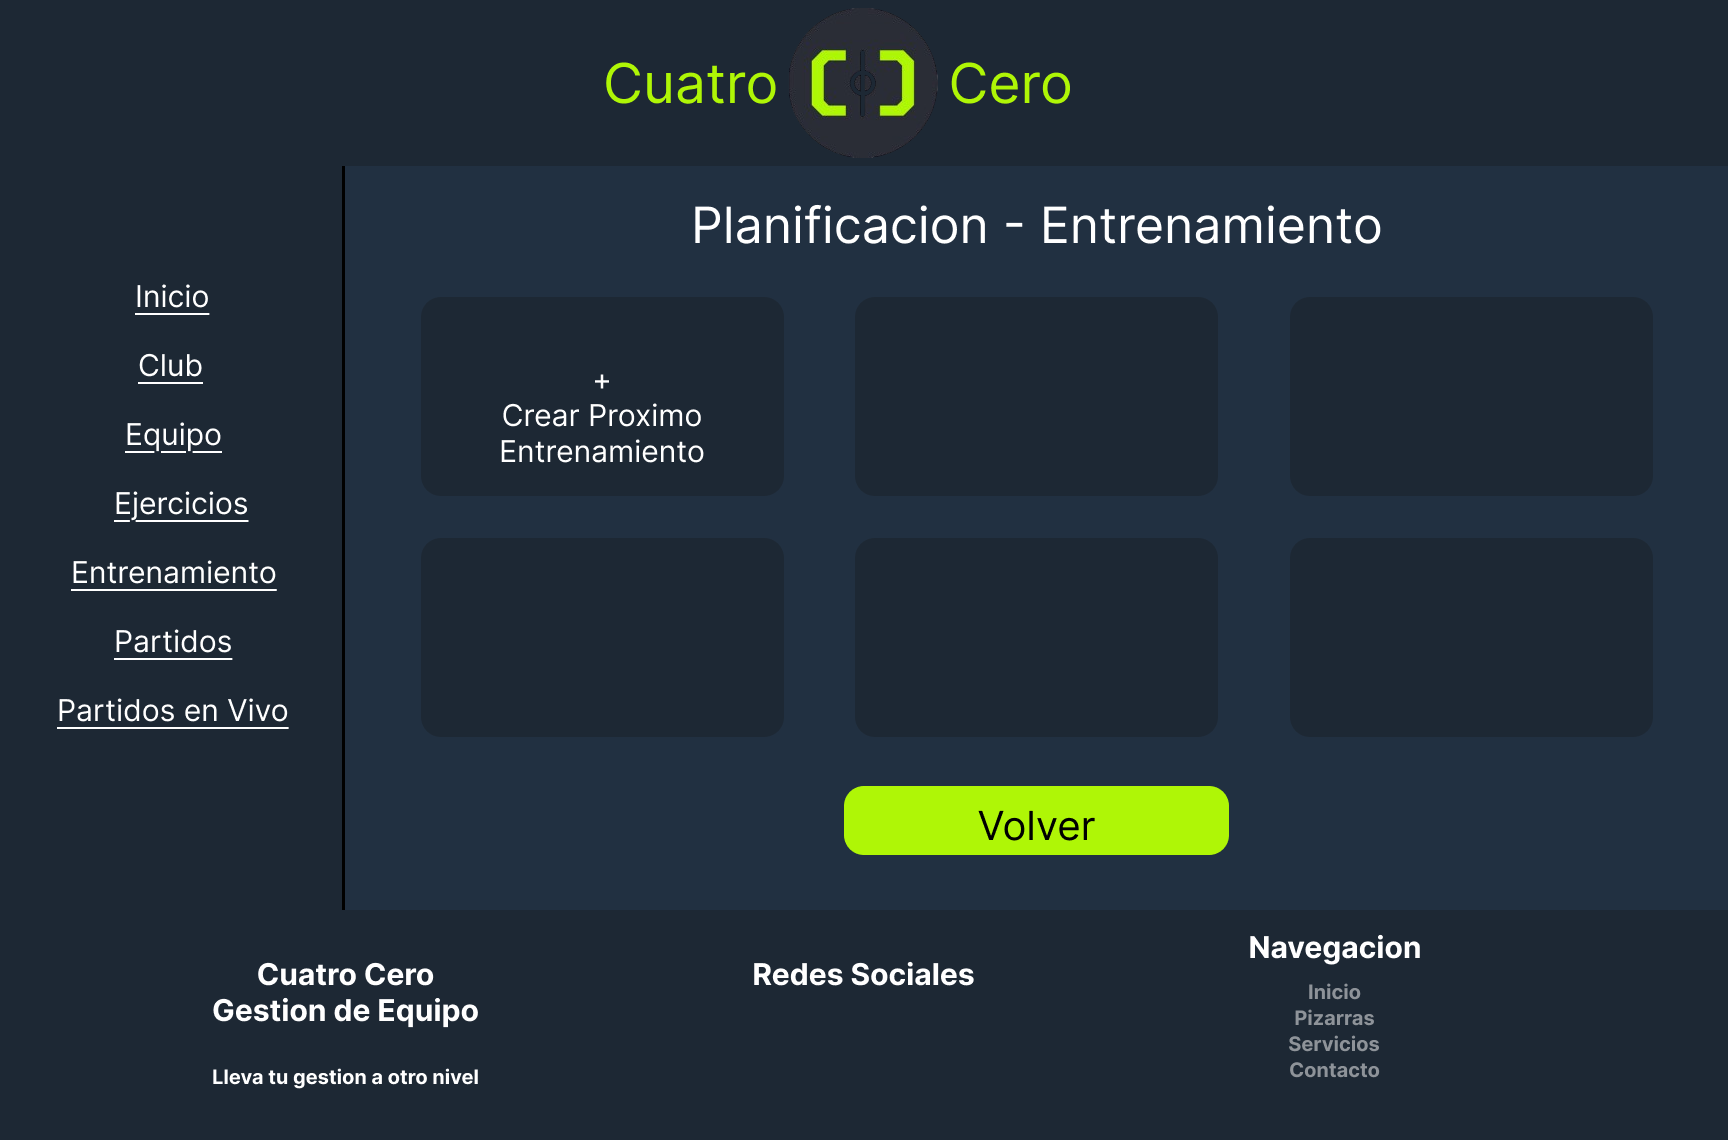 Cuatro Cero
Planificacion - Entrenamiento
Inicio
Club
Equipo
Ejercicios
Entrenamiento
Partidos
Partidos en Vivo
+
Crear Proximo
Entrenamiento
Volver
Cuatro Cero
Gestion de Equipo
Lleva tu gestion a otro nivel
Redes Sociales
Navegacion
Inicio
Pizarras
Servicios
Contacto